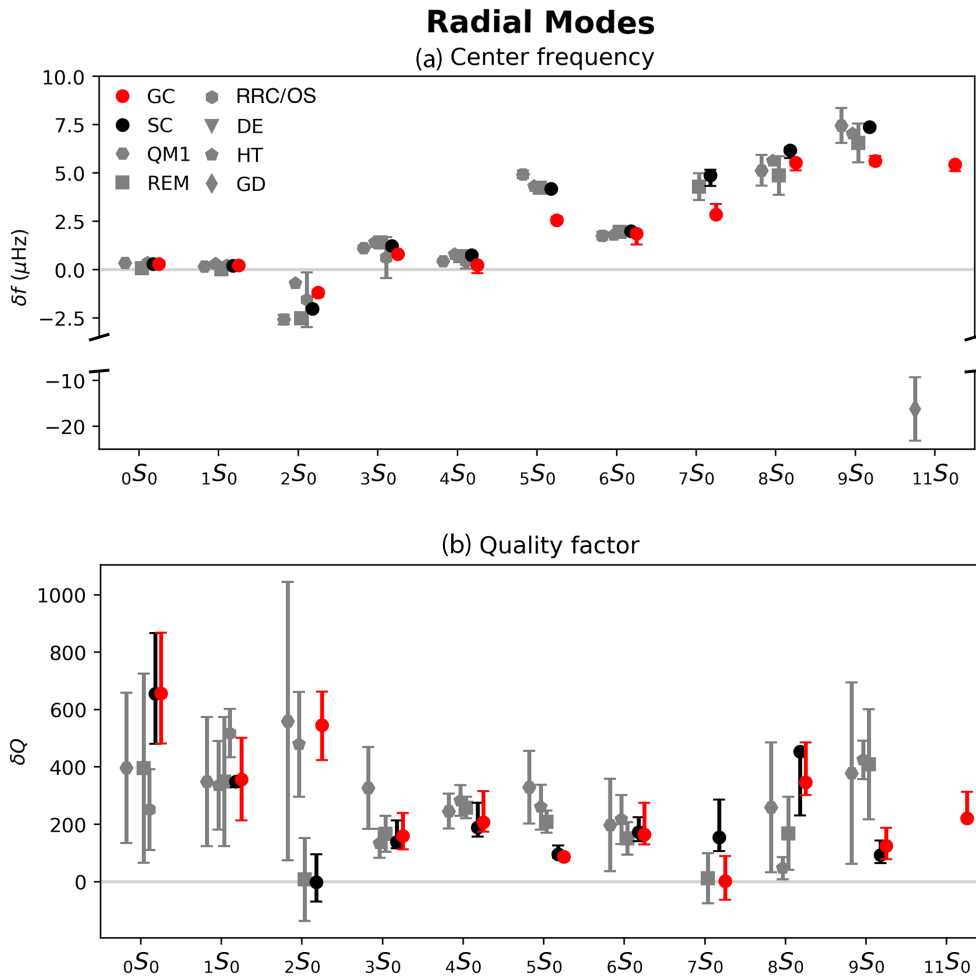 Radial Modes
(a) Center frequency
10.0
7.5
5.0
2.5
0.0
−2.5
−10
−20
δf (μHz)
GC
SC
QM1
REM
RRC/OS
DE
HT
GD
₀S₀ ₁S₀ ₂S₀ ₃S₀ ₄S₀ ₅S₀ ₆S₀ ₇S₀ ₈S₀ ₉S₀ ₁₁S₀
(b) Quality factor
1000
800
600
400
200
0
δQ
₀S₀ ₁S₀ ₂S₀ ₃S₀ ₄S₀ ₅S₀ ₆S₀ ₇S₀ ₈S₀ ₉S₀ ₁₁S₀